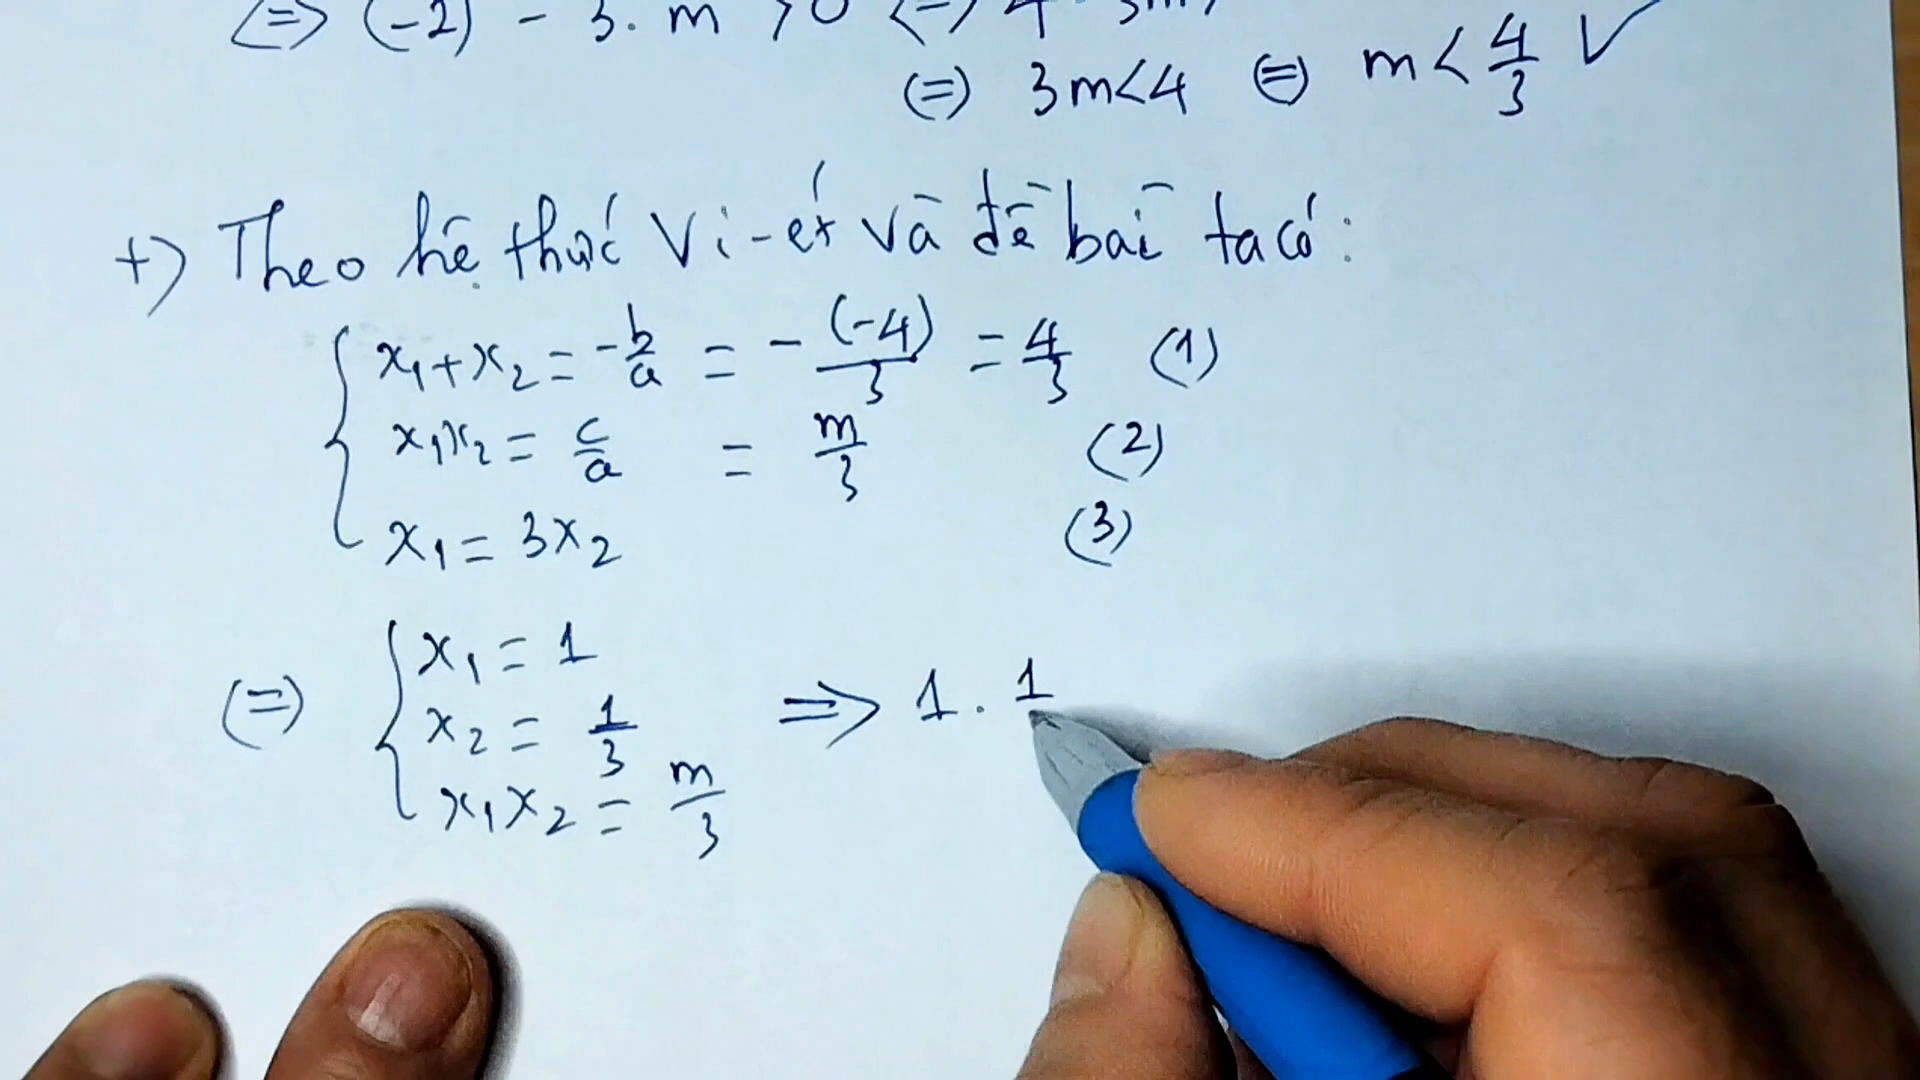 <=> (-2) - 3. m > 0 <=> 4 - 3m >
(=) 3m<4 <=> m < 4/3 ✓
+) Theo hệ thức Vi-ét và đề bài ta có:
{ x₁+x₂ = -b/a = - (-4)/3 = 4/3 (1)
x₁x₂ = c/a = m/3 (2)
x₁ = 3x₂ (3)
(=) { x₁ = 1
x₂ = 1/3 => 1 . 1
x₁x₂ = m/3